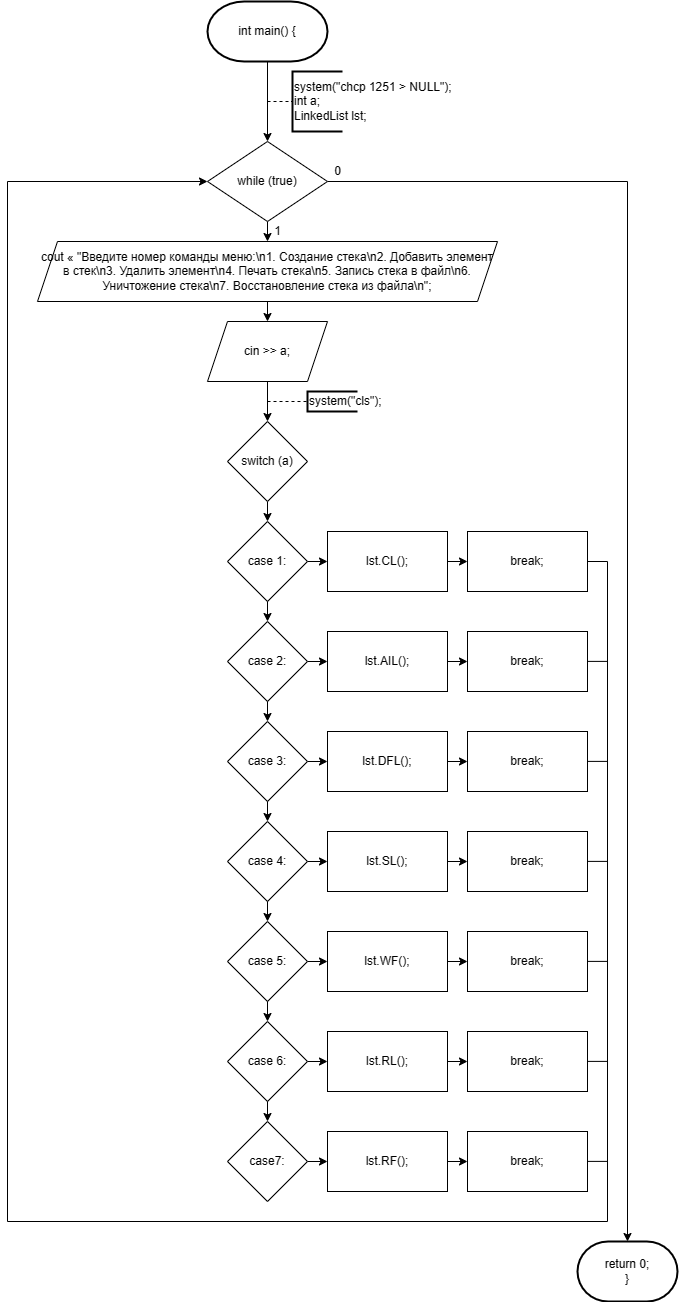 int main() {
system("chcp 1251 > NULL");
int a;
LinkedList lst;
while (true)
0
1
cout « "Введите номер команды меню:\n1. Создание стека\n2. Добавить элемент
в стек\n3. Удалить элемент\n4. Печать стека\n5. Запись стека в файл\n6.
Уничтожение стека\n7. Восстановление стека из файла\n";
cin >> a;
system("cls");
switch (a)
case 1:
lst.CL();
break;
case 2:
lst.AIL();
break;
case 3:
lst.DFL();
break;
case 4:
lst.SL();
break;
case 5:
lst.WF();
break;
case 6:
lst.RL();
break;
case7:
lst.RF();
break;
return 0;
}